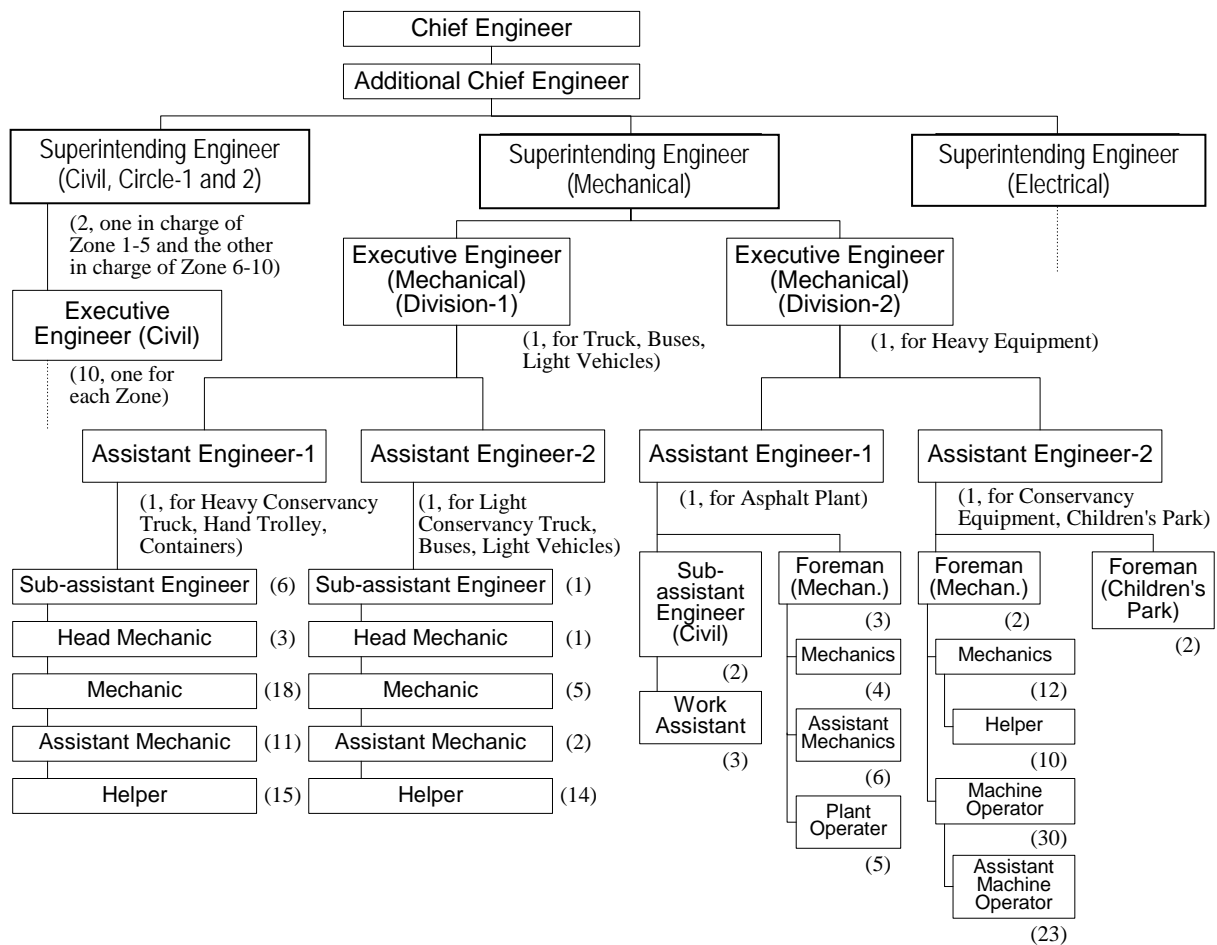 Chief Engineer
Additional Chief Engineer
Superintending Engineer
(Civil, Circle-1 and 2)
Superintending Engineer
(Mechanical)
Superintending Engineer
(Electrical)
(2, one in charge of
Zone 1-5 and the other
in charge of Zone 6-10)
Executive Engineer
(Mechanical)
(Division-1)
Executive Engineer
(Mechanical)
(Division-2)
Executive
Engineer (Civil)
(1, for Truck, Buses,
Light Vehicles)
(1, for Heavy Equipment)
(10, one for
each Zone)
Assistant Engineer-1
Assistant Engineer-2
Assistant Engineer-1
Assistant Engineer-2
(1, for Heavy Conservancy
Truck, Hand Trolley,
Containers)
(1, for Light
Conservancy Truck,
Buses, Light Vehicles)
(1, for Asphalt Plant)
(1, for Conservancy
Equipment, Children's Park)
Sub-assistant Engineer (6)
Head Mechanic (3)
Mechanic (18)
Assistant Mechanic (11)
Helper (15)
Sub-assistant Engineer (1)
Head Mechanic (1)
Mechanic (5)
Assistant Mechanic (2)
Helper (14)
Sub-
assistant
Engineer
(Civil)
(2)
Work
Assistant
(3)
Foreman
(Mechan.)
(3)
Mechanics
(4)
Assistant
Mechanics
(6)
Plant
Operater
(5)
Foreman
(Mechan.)
(2)
Mechanics
(12)
Helper
(10)
Machine
Operator
(30)
Assistant
Machine
Operator
(23)
Foreman
(Children's
Park)
(2)